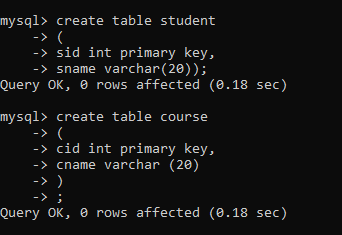 mysql> create table student
    -> (
    -> sid int primary key,
    -> sname varchar(20));
Query OK, 0 rows affected (0.18 sec)

mysql> create table course
    -> (
    -> cid int primary key,
    -> cname varchar (20)
    -> )
    -> ;
Query OK, 0 rows affected (0.18 sec)